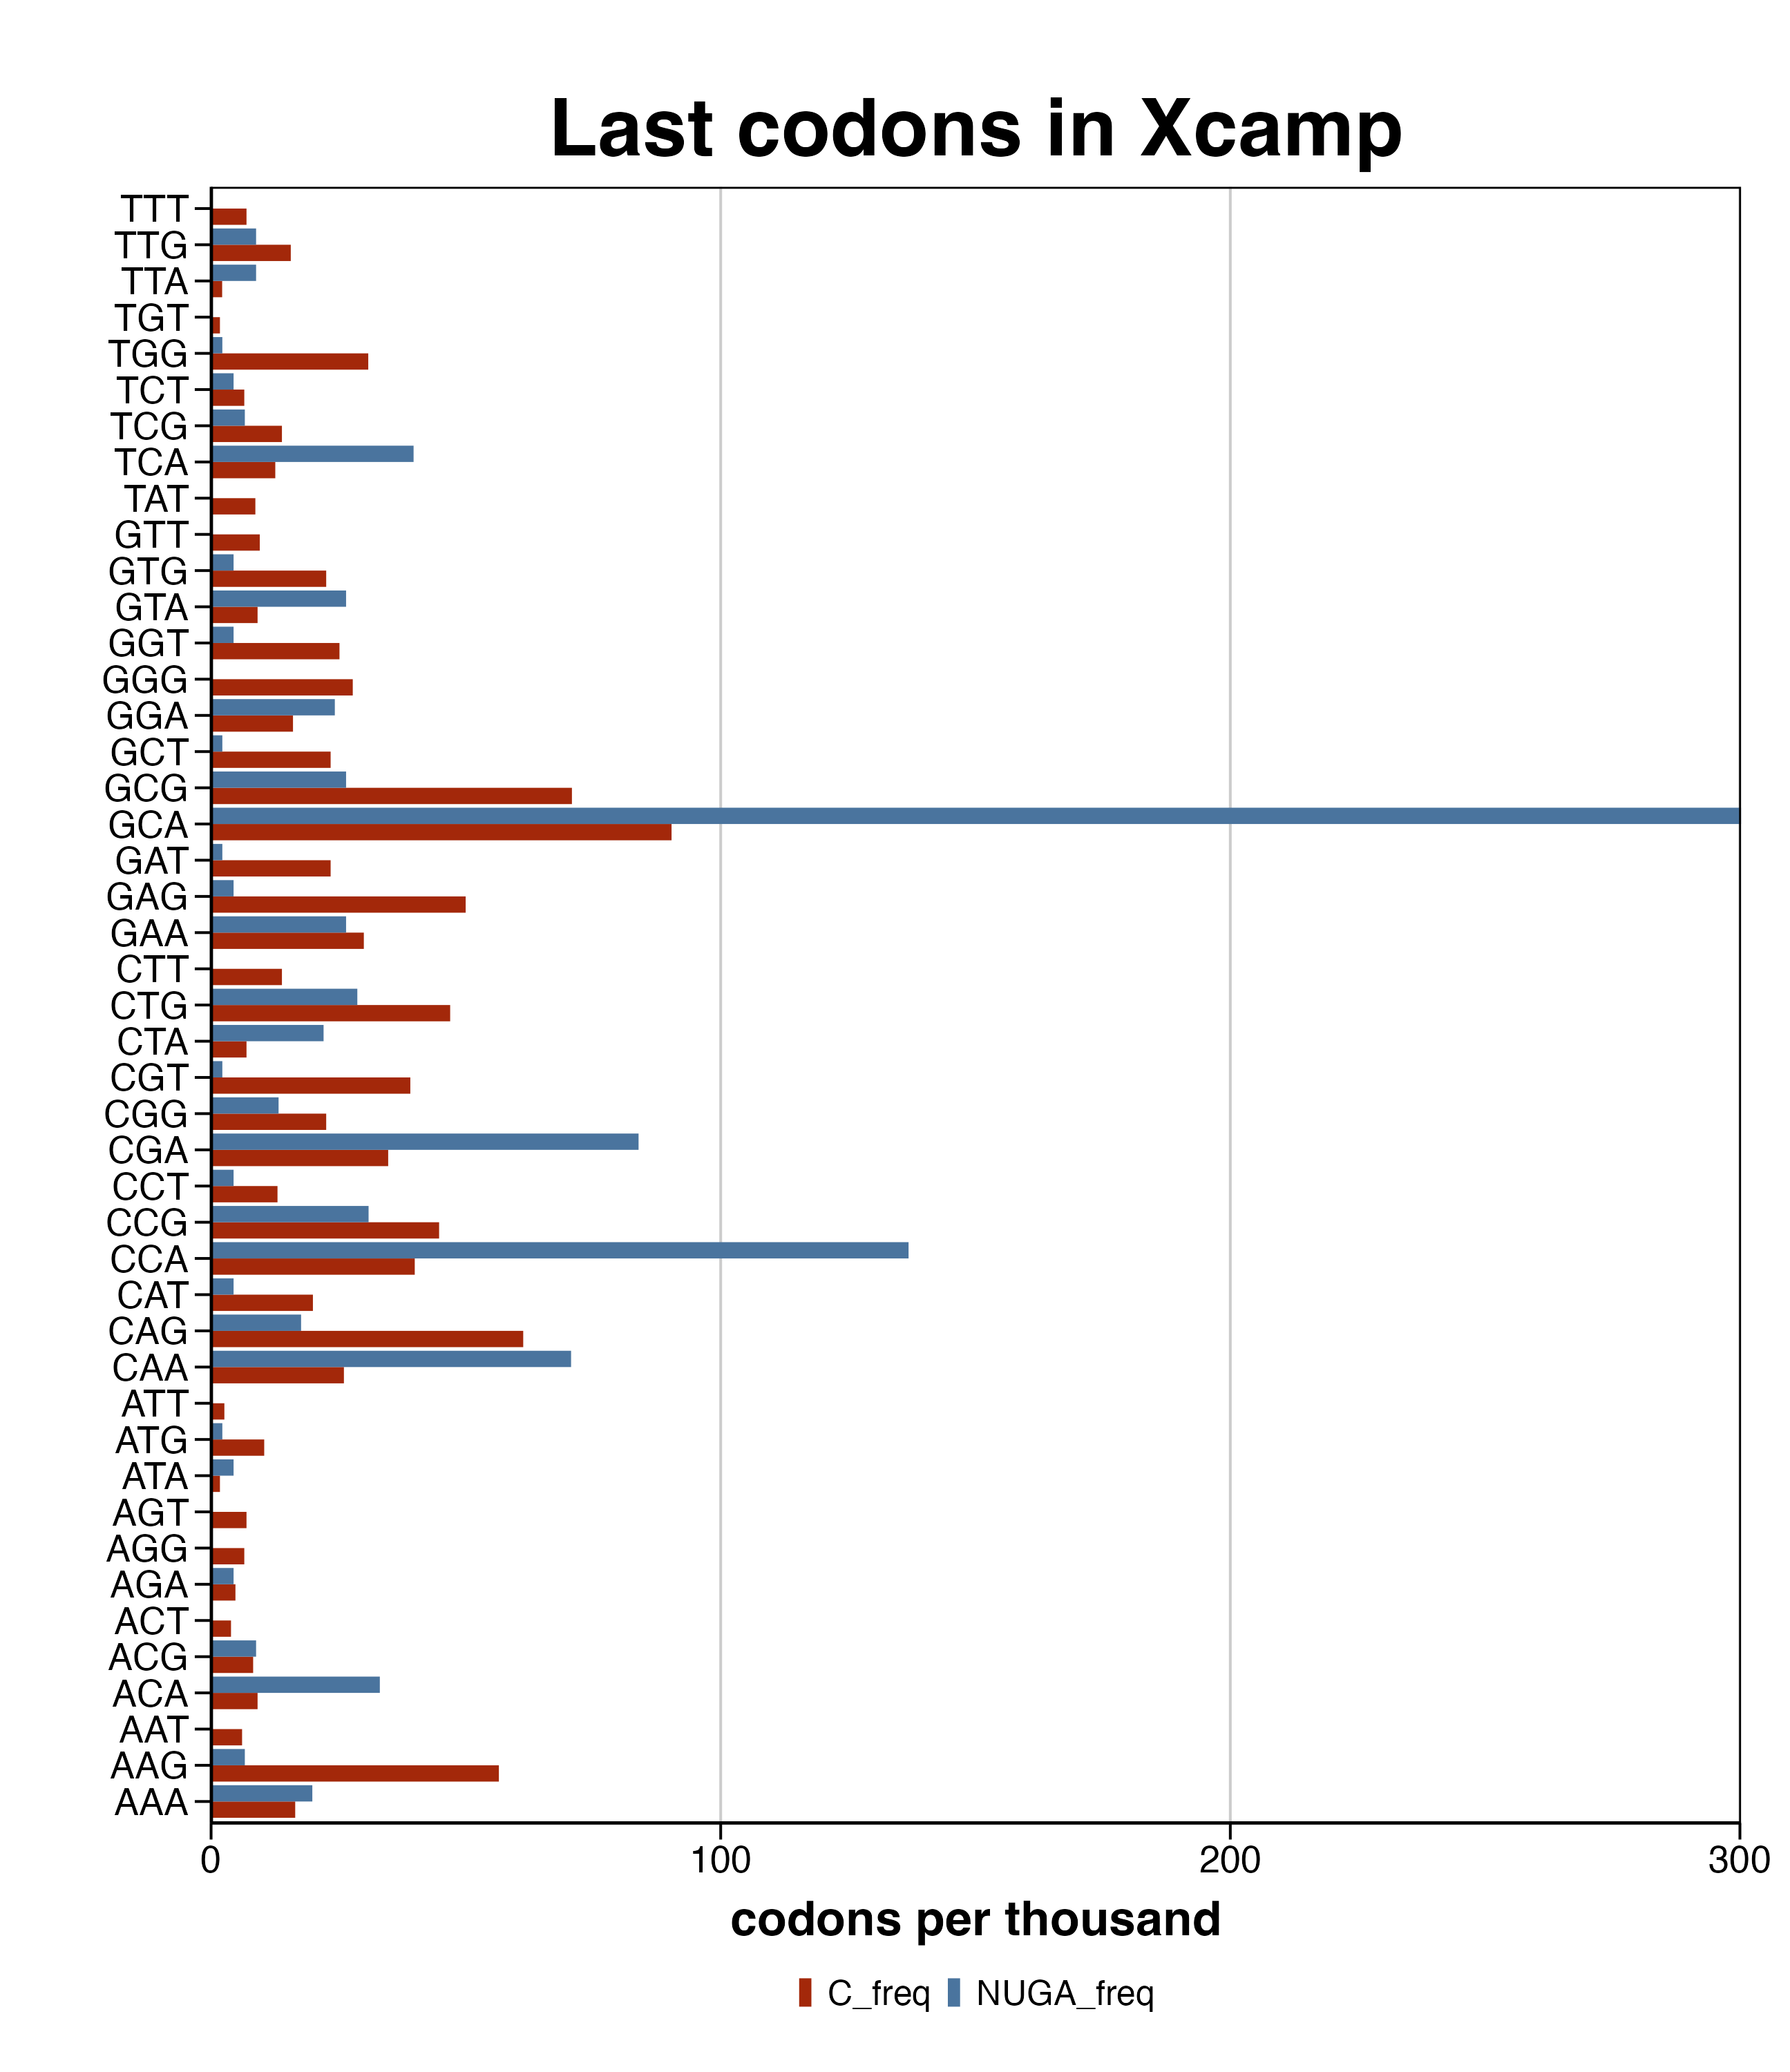 Last codons in Xcamp
TTT
TTG
TTA
TGT
TGG
TCT
TCG
TCA
TAT
GTT
GTG
GTA
GGT
GGG
GGA
GCT
GCG
GCA
GAT
GAG
GAA
CTT
CTG
CTA
CGT
CGG
CGA
CCT
CCG
CCA
CAT
CAG
CAA
ATT
ATG
ATA
AGT
AGG
AGA
ACT
ACG
ACA
AAT
AAG
AAA
0 100 200 300
codons per thousand
C_freq NUGA_freq